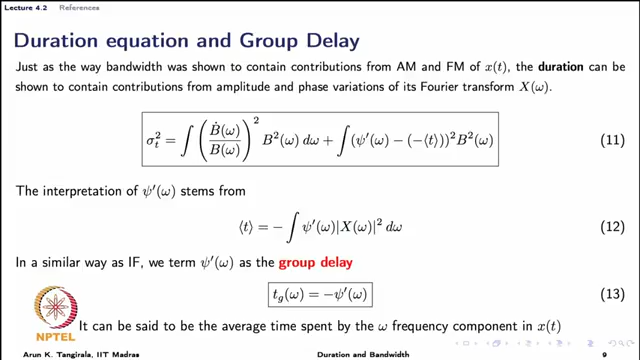 Lecture 4.2 References
Duration equation and Group Delay
Just as the way bandwidth was shown to contain contributions from AM and FM of x(t), the duration can be
shown to contain contributions from amplitude and phase variations of its Fourier transform X(ω).
σ_t^2 = ∫ (Ḃ(ω)/B(ω))^2 B^2(ω) dω + ∫(ψ′(ω) − (−⟨t⟩))^2 B^2(ω) (11)
The interpretation of ψ′(ω) stems from
⟨t⟩ = − ∫ ψ′(ω)|X(ω)|^2 dω (12)
In a similar way as IF, we term ψ′(ω) as the group delay
t_g(ω) = −ψ′(ω) (13)
It can be said to be the average time spent by the ω frequency component in x(t)
NPTEL
Arun K. Tangirala, IIT Madras Duration and Bandwidth 9